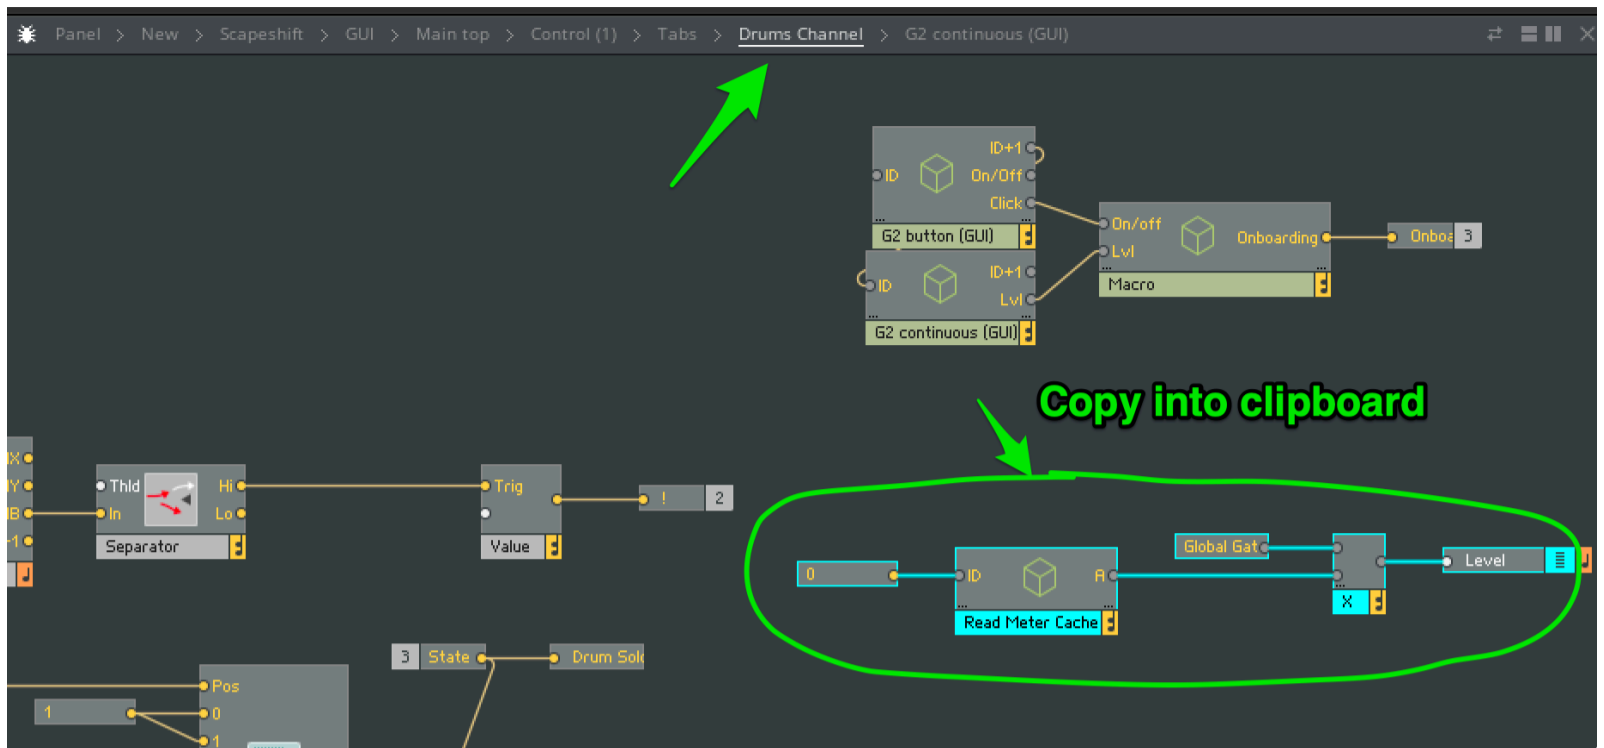 Panel > New > Scapeshift > GUI > Main top > Control (1) > Tabs > Drums Channel > G2 continuous (GUI)
ID+1
ID
On/Off
Click
G2 button (GUI)
ID+1
ID
Lvl
G2 continuous (GUI)
On/off
Lvl
Onboarding
Macro
3
Copy into clipboard
Thld
In
Hi
Lo
Separator
Trig
Value
!
2
0
ID
A
Read Meter Cache
Global Gat
X
Level
3
State
Pos
0
1
1